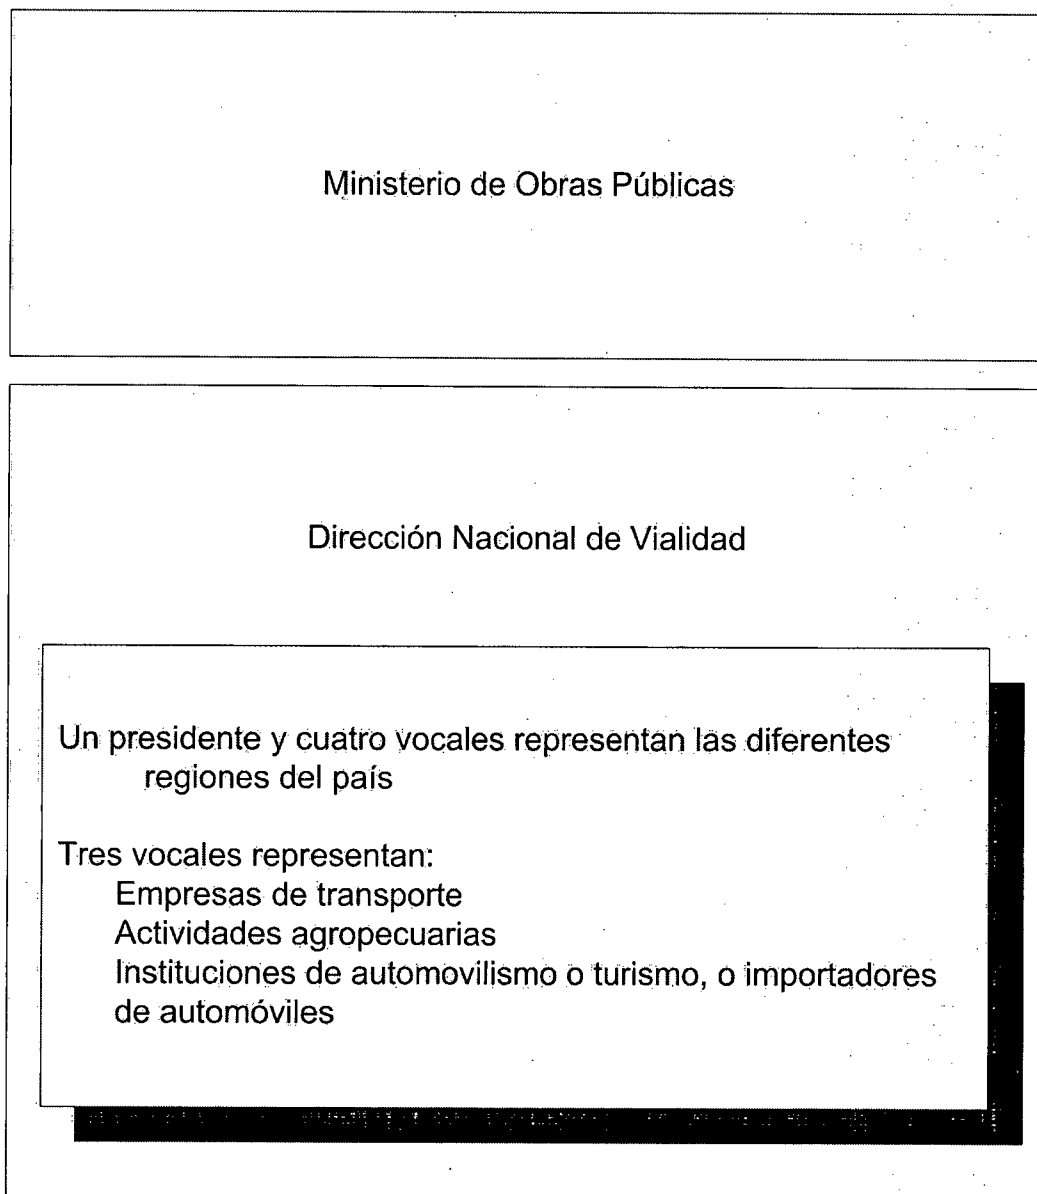 Ministerio de Obras Públicas
Dirección Nacional de Vialidad
Un presidente y cuatro vocales representan las diferentes
regiones del país
Tres vocales representan:
Empresas de transporte
Actividades agropecuarias
Instituciones de automovilismo o turismo, o importadores
de automóviles